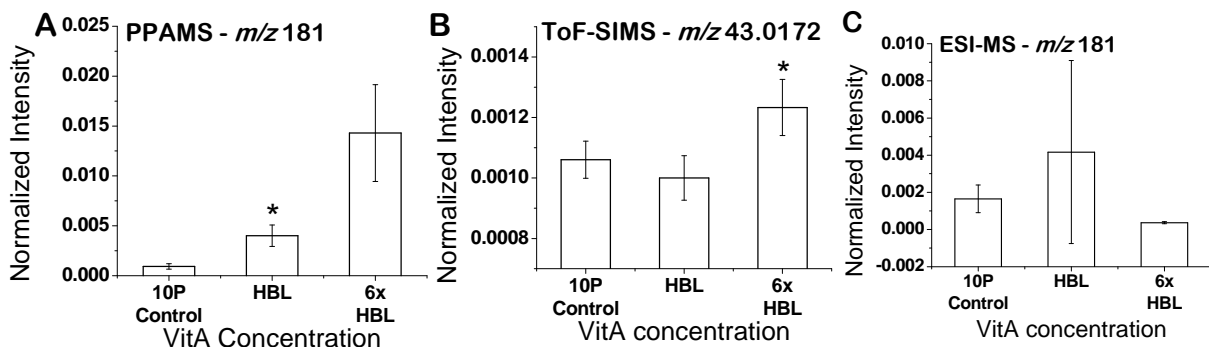 A
PPAMS - m/z 181
Normalized Intensity
0.025
0.020
0.015
0.010
0.005
0.000
*
10P
Control
HBL
6x
HBL
VitA Concentration
B
ToF-SIMS - m/z 43.0172
Normalized Intensity
0.0014
0.0012
0.0010
0.0008
*
10P
Control
HBL
6x
HBL
VitA concentration
C
ESI-MS - m/z 181
Normalized Intensity
0.010
0.008
0.006
0.004
0.002
0.000
-0.002
10P
Control
HBL
6x
HBL
VitA concentration